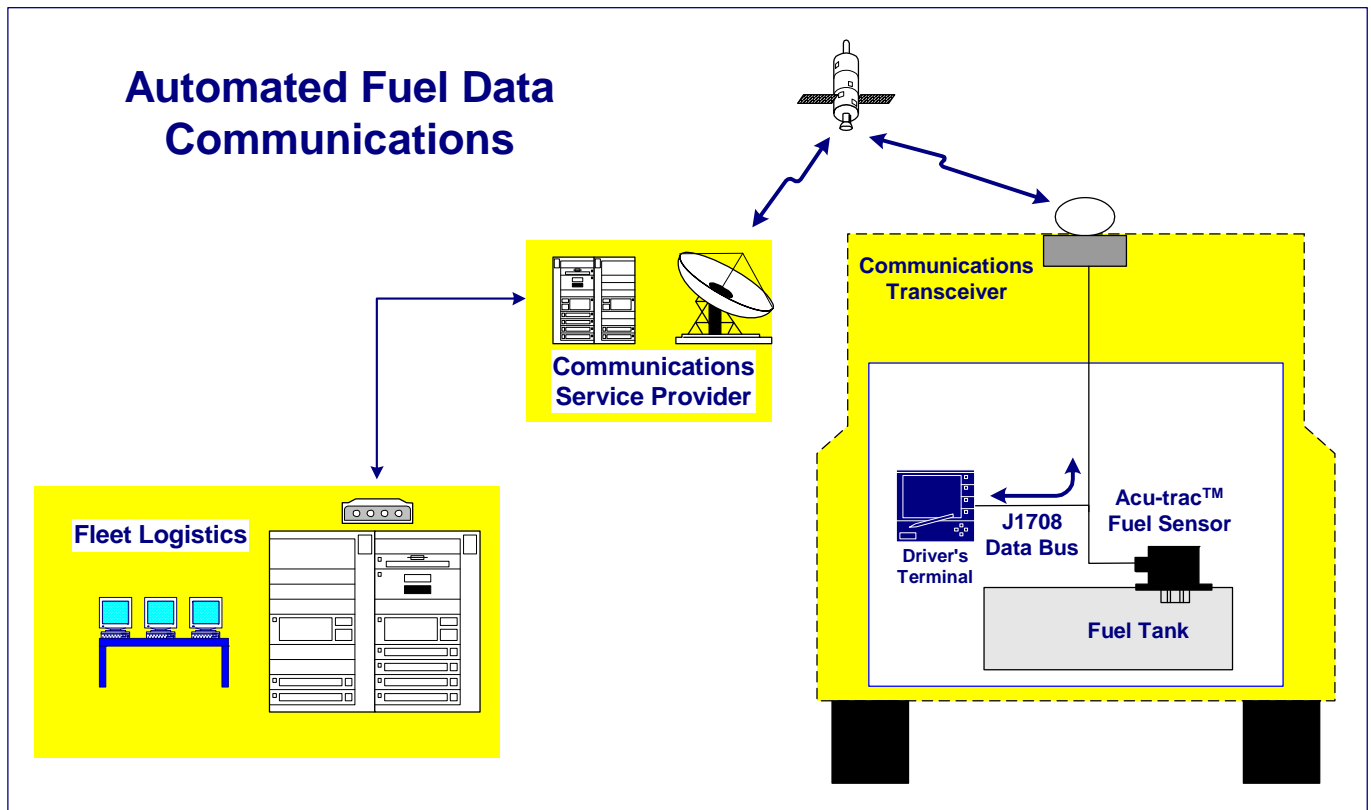 Automated Fuel Data
Communications
Communications
Transceiver
Communications
Service Provider
Fleet Logistics
Acu-trac™
Fuel Sensor
J1708
Data Bus
Driver's
Terminal
Fuel Tank